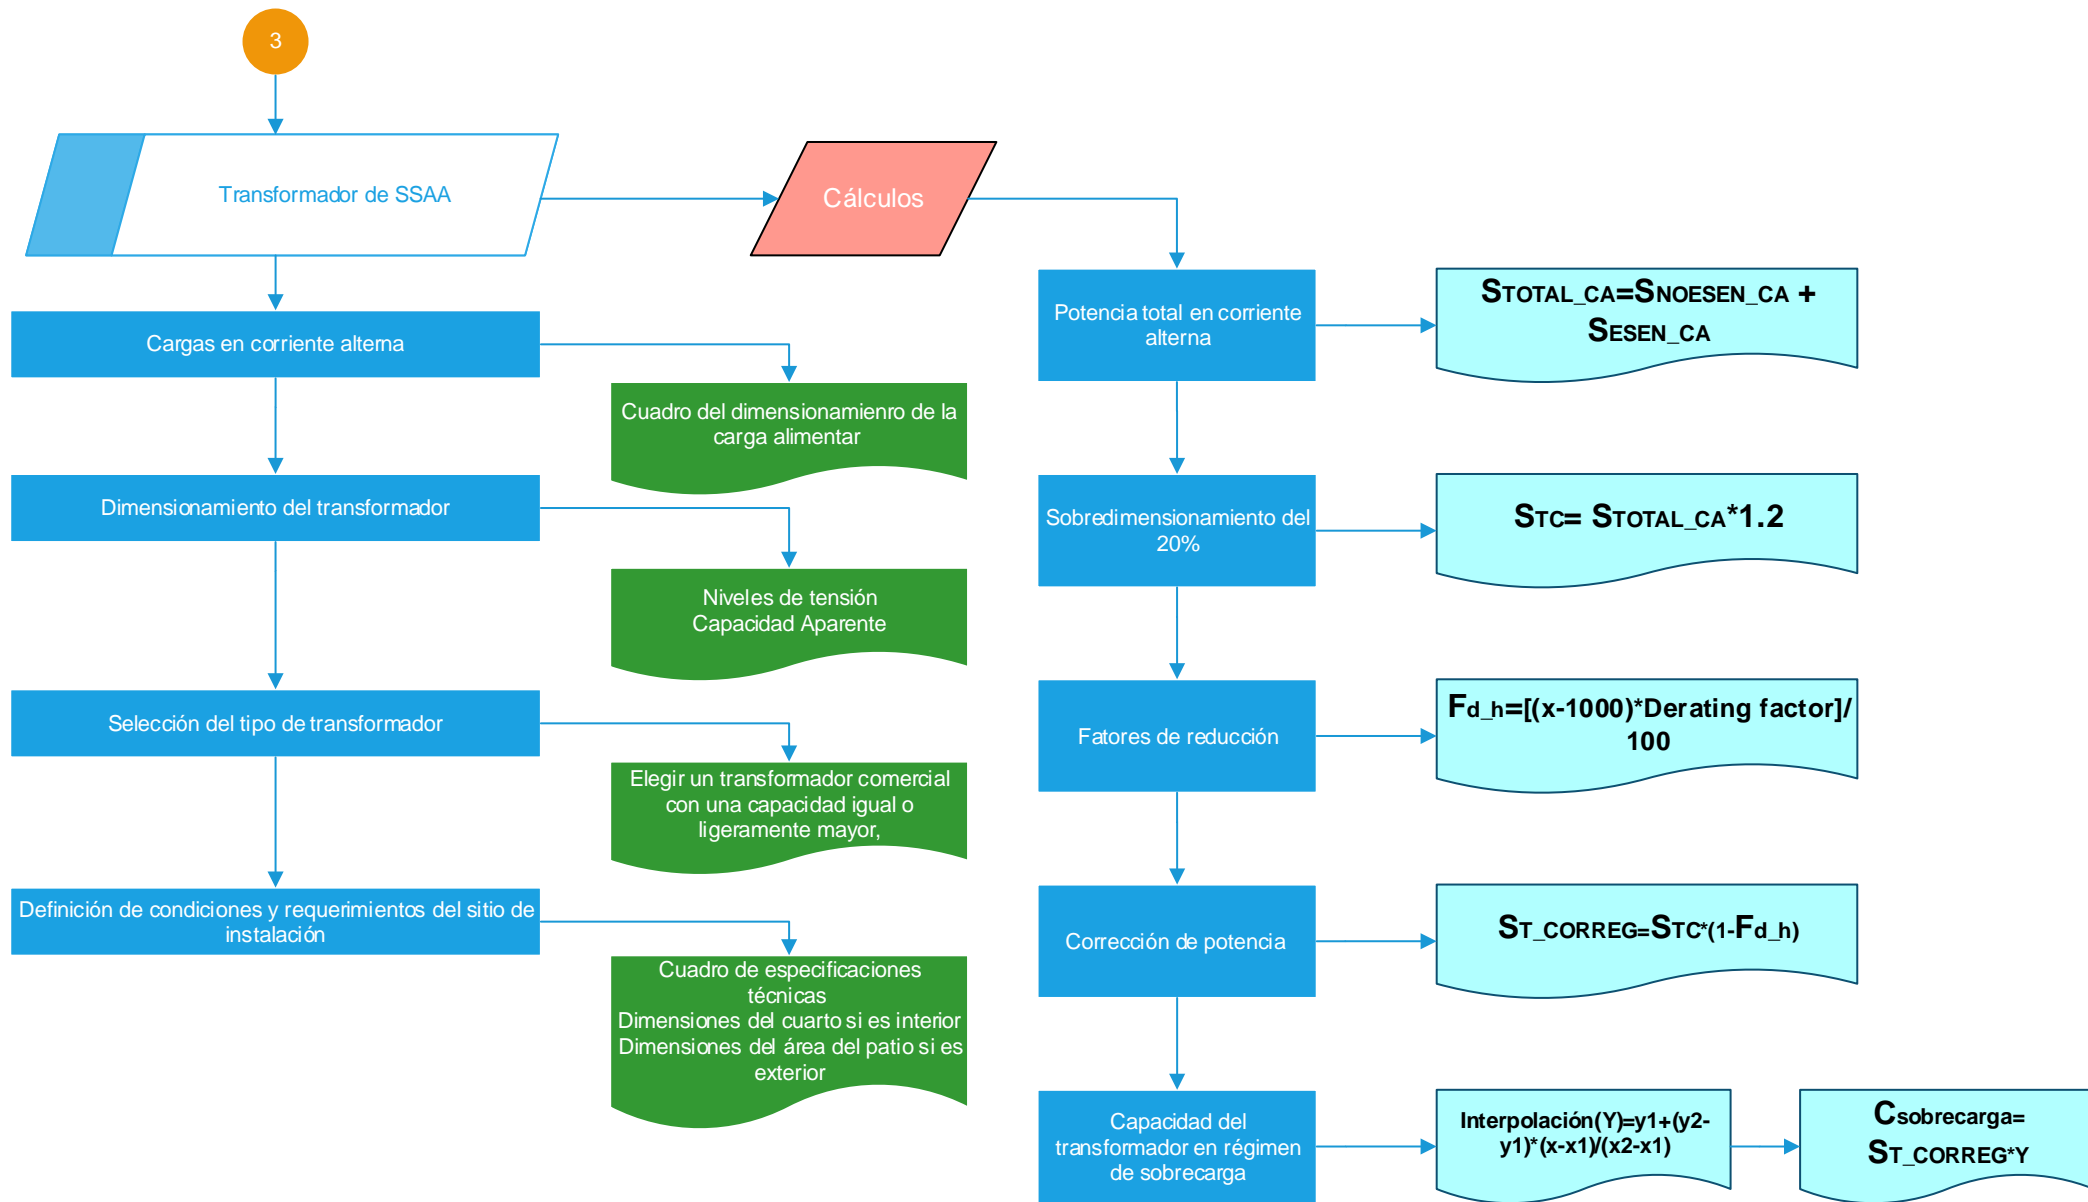 3
Transformador de SSAA
Cálculos
Cargas en corriente alterna
Cuadro del dimensionamienro de la
carga alimentar
Dimensionamiento del transformador
Niveles de tensión
Capacidad Aparente
Selección del tipo de transformador
Elegir un transformador comercial
con una capacidad igual o
ligeramente mayor,
Definición de condiciones y requerimientos del sitio de
instalación
Cuadro de especificaciones
técnicas
Dimensiones del cuarto si es interior
Dimensiones del área del patio si es
exterior
Potencia total en corriente
alterna
STOTAL_CA=SNOESEN_CA +
SESEN_CA
Sobredimensionamiento del
20%
STC= STOTAL_CA*1.2
Fatores de reducción
Fd_h=[(x-1000)*Derating factor]/
100
Corrección de potencia
ST_CORREG=STC*(1-Fd_h)
Capacidad del
transformador en régimen
de sobrecarga
Interpolación(Y)=y1+(y2-
y1)*(x-x1)/(x2-x1)
Csobrecarga=
ST_CORREG*Y